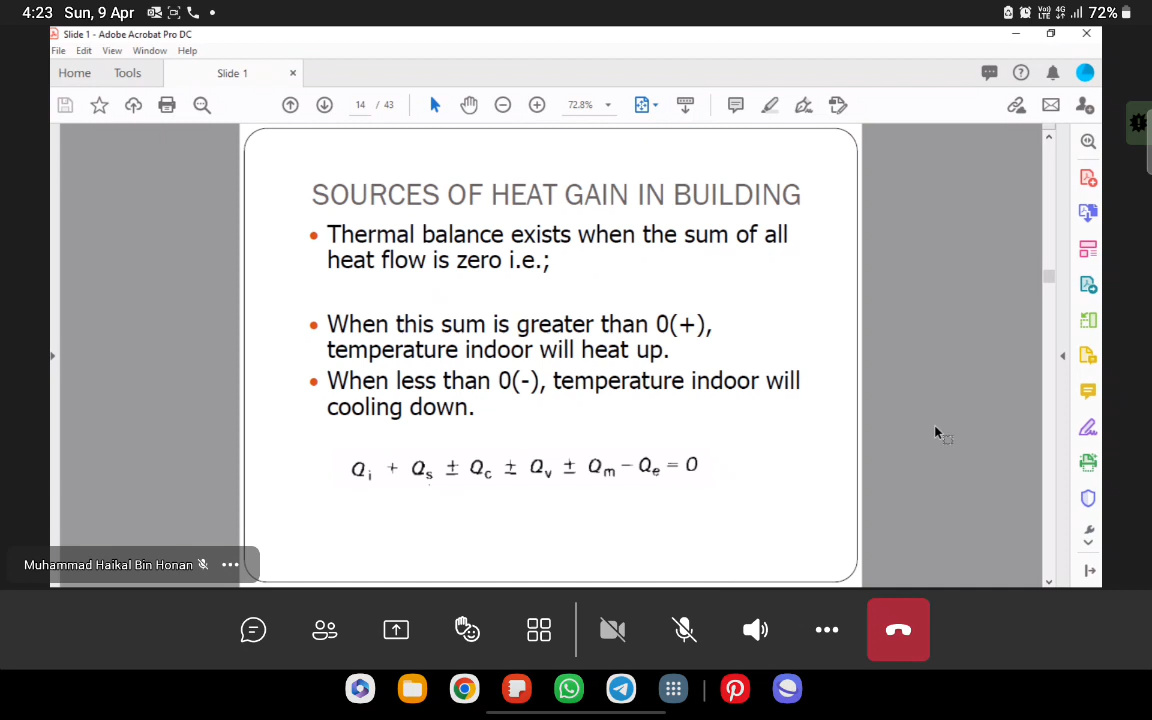 4:23 Sun, 9 Apr
VoI) LTE 4G 72%
Slide 1 - Adobe Acrobat Pro DC
File Edit View Window Help
Home Tools Slide 1
14 / 43 72.8%
SOURCES OF HEAT GAIN IN BUILDING
• Thermal balance exists when the sum of all
heat flow is zero i.e.;
• When this sum is greater than 0(+),
temperature indoor will heat up.
• When less than 0(-), temperature indoor will
cooling down.
Qi + Qs ± Qc ± Qv ± Qm − Qe = 0
Muhammad Haikal Bin Honan